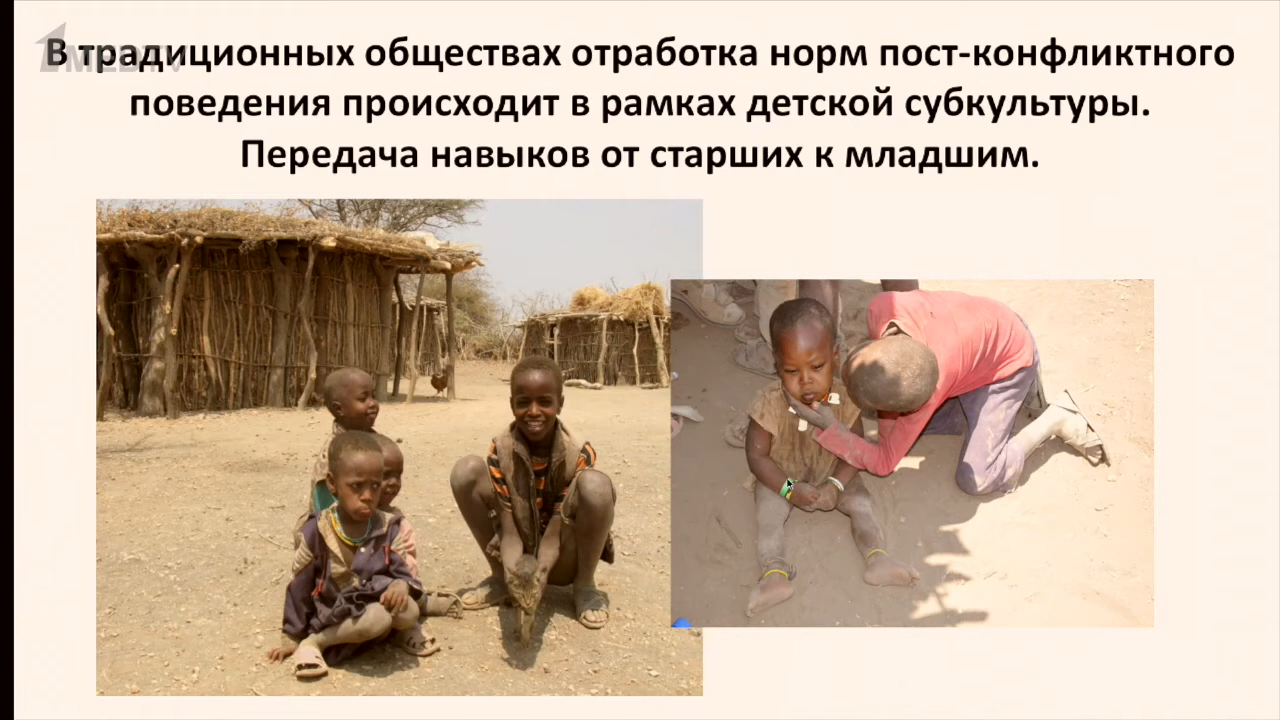 В традиционных обществах отработка норм пост-конфликтного
поведения происходит в рамках детской субкультуры.
Передача навыков от старших к младшим.